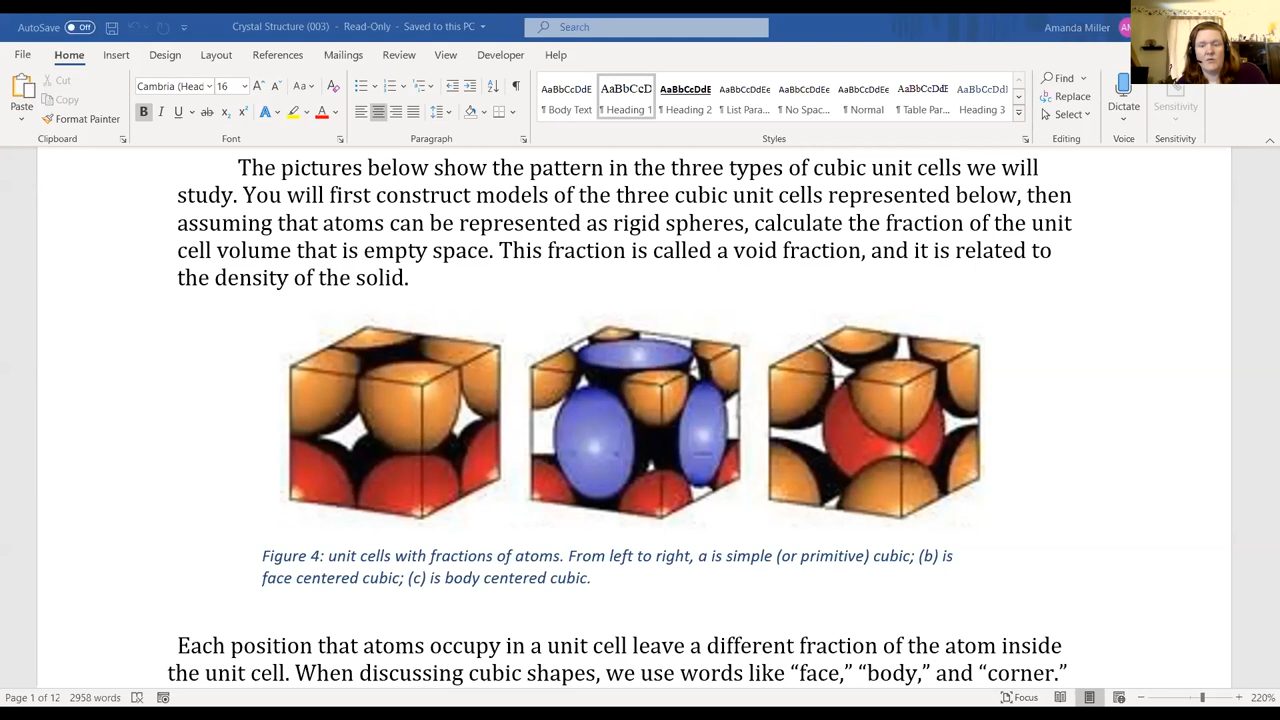 AutoSave Off Crystal Structure (003) - Read-Only - Saved to this PC Search Amanda Miller
File Home Insert Design Layout References Mailings Review View Developer Help
Cambria (Head 16 Aa AaBbCcD AaBbCcDdE AaBbCcDdEe AaBbCcDdEe AaBbCcDdEe AaBbCcDdEe AaBbCcDdI
Paste Cut Copy Format Painter ¶ Body Text ¶ Heading 1 ¶ Heading 2 ¶ List Para... ¶ No Spac... ¶ Normal ¶ Table Par... Heading 3 Find Replace Select Dictate Sensitivity
Clipboard Font Paragraph Styles Editing Voice Sensitivity
The pictures below show the pattern in the three types of cubic unit cells we will
study. You will first construct models of the three cubic unit cells represented below, then
assuming that atoms can be represented as rigid spheres, calculate the fraction of the unit
cell volume that is empty space. This fraction is called a void fraction, and it is related to
the density of the solid.
Figure 4: unit cells with fractions of atoms. From left to right, a is simple (or primitive) cubic; (b) is
face centered cubic; (c) is body centered cubic.
Each position that atoms occupy in a unit cell leave a different fraction of the atom inside
the unit cell. When discussing cubic shapes, we use words like “face,” “body,” and “corner.”
Page 1 of 12 2958 words Focus 220%